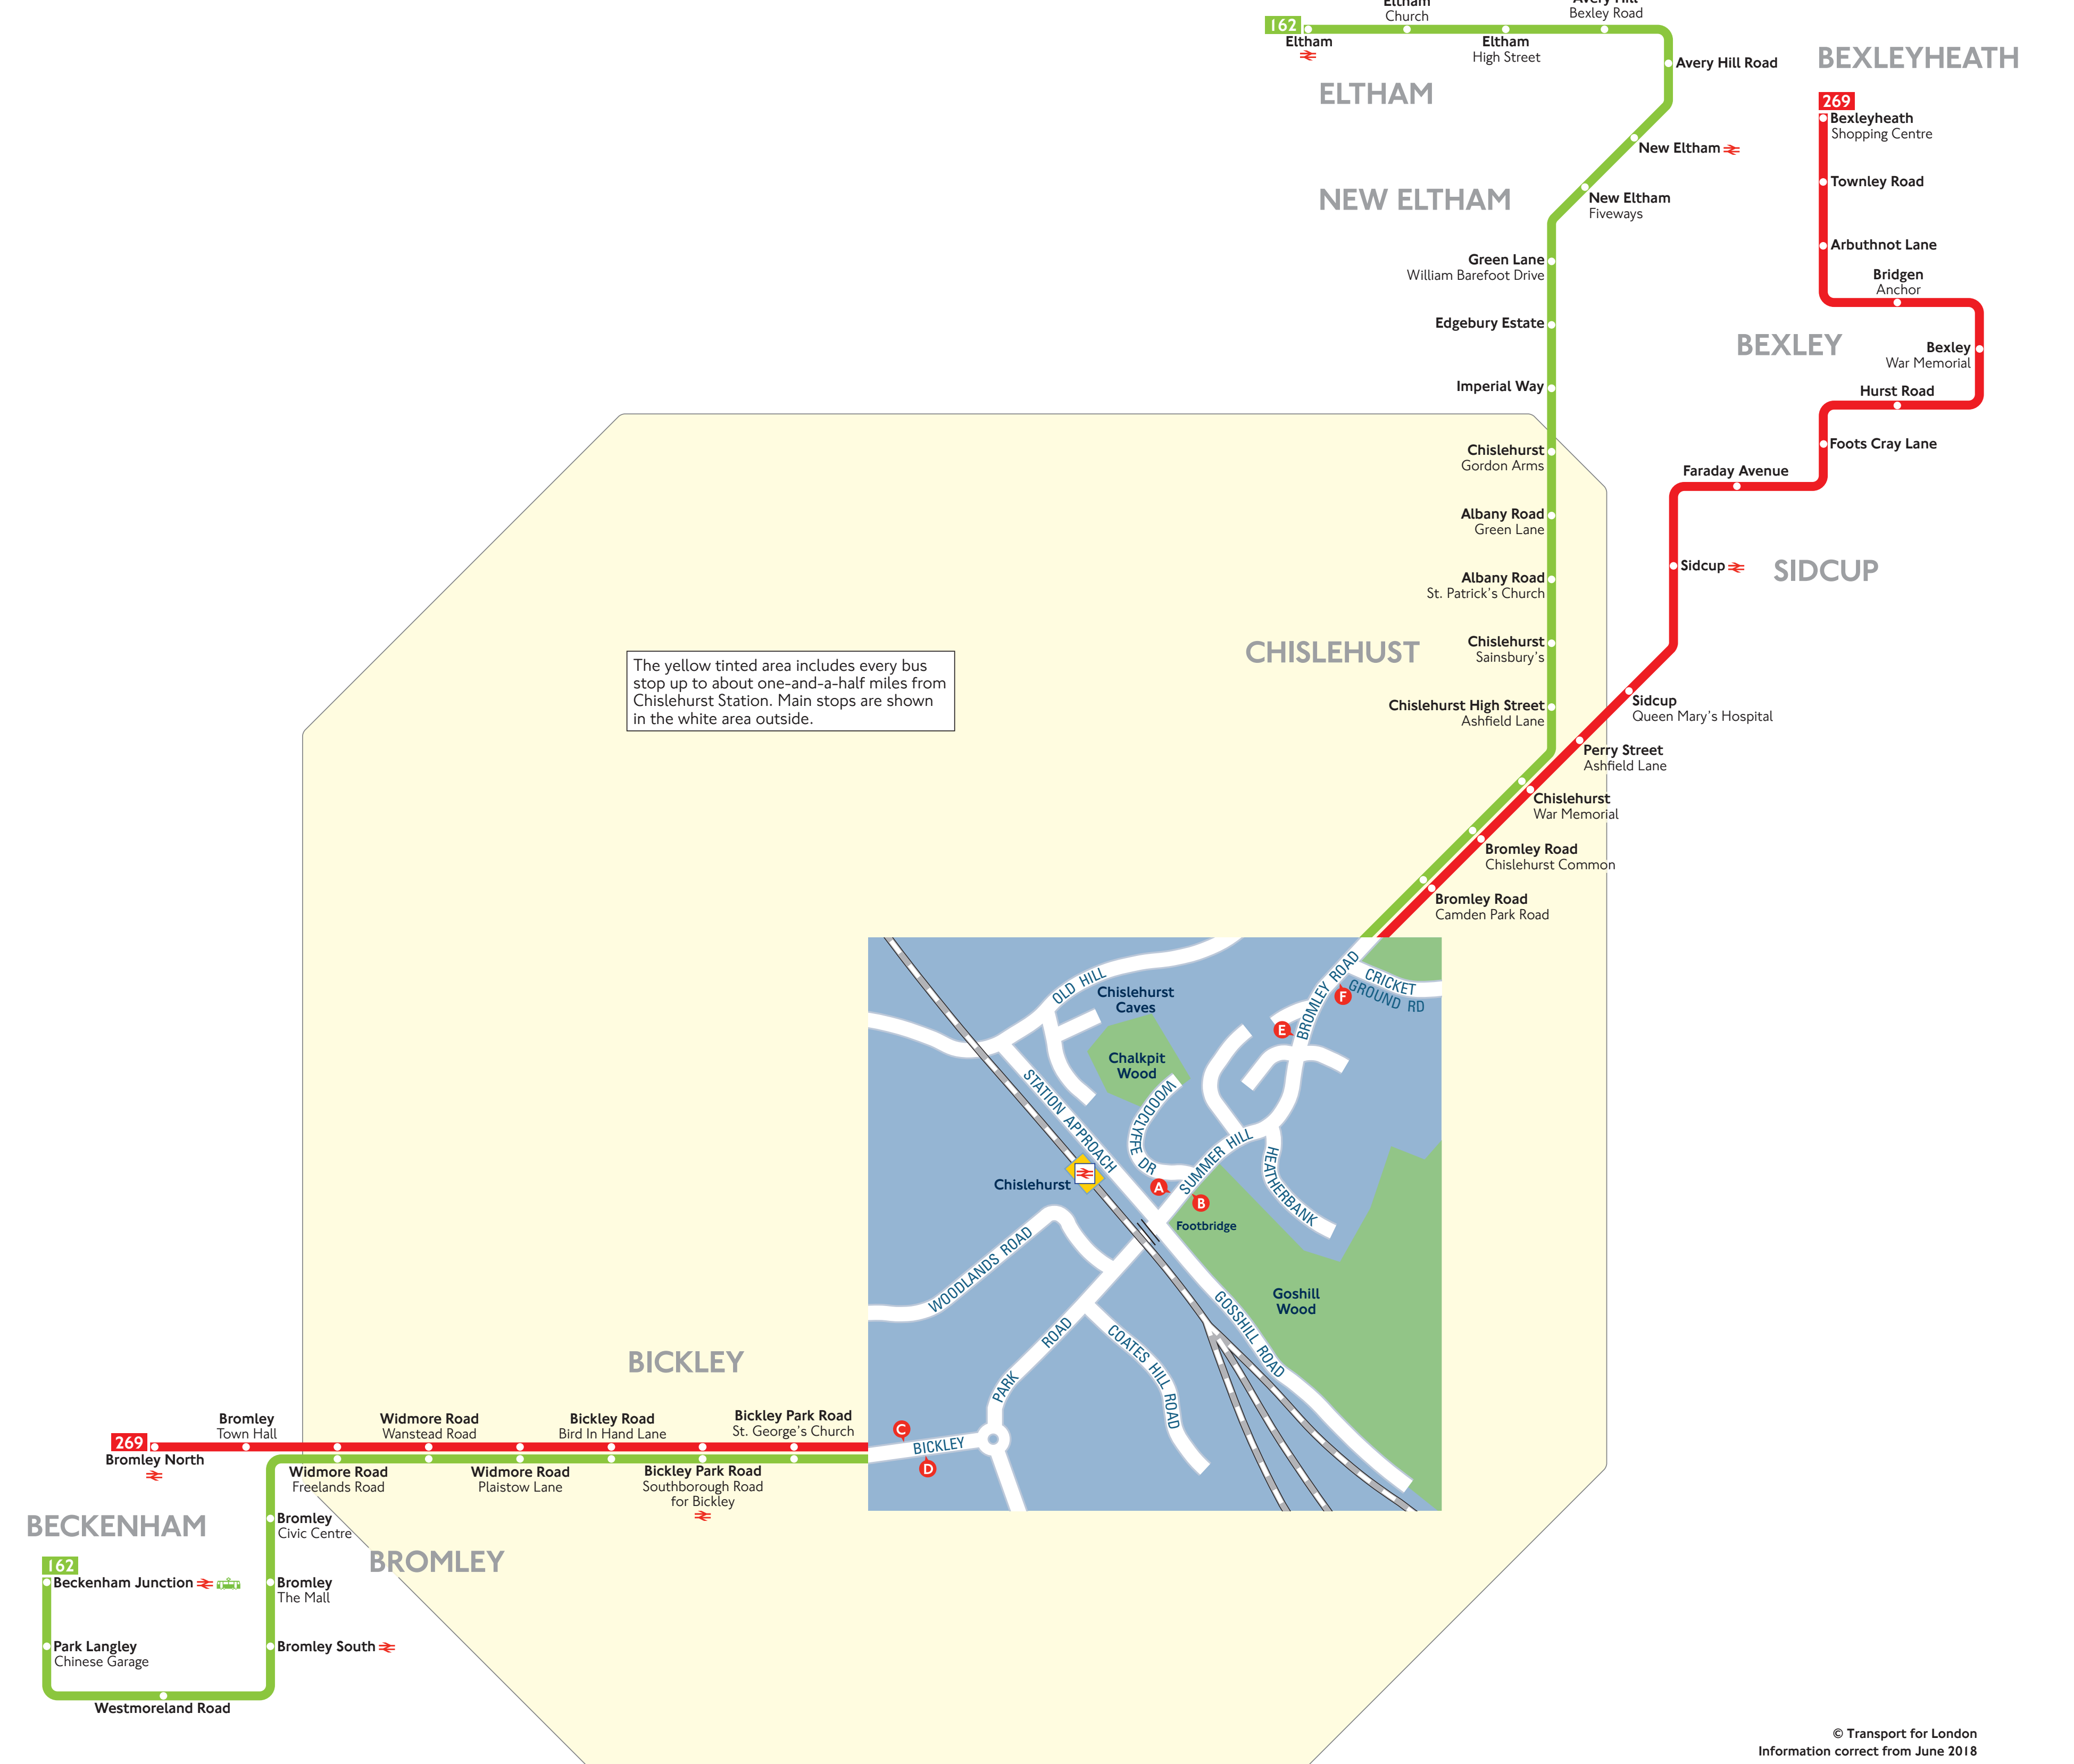 Eltham
Church
Avery Hill
Bexley Road
162
Eltham
Eltham
High Street
Avery Hill Road
BEXLEYHEATH
ELTHAM
269
Bexleyheath
Shopping Centre
New Eltham
Townley Road
NEW ELTHAM
New Eltham
Fiveways
Arbuthnot Lane
Green Lane
William Barefoot Drive
Bridgen
Anchor
Edgebury Estate
BEXLEY
Bexley
War Memorial
Imperial Way
Hurst Road
Foots Cray Lane
Chislehurst
Gordon Arms
Faraday Avenue
Albany Road
Green Lane
Sidcup
SIDCUP
Albany Road
St. Patrick's Church
CHISLEHUST
Chislehurst
Sainsbury's
The yellow tinted area includes every bus
stop up to about one-and-a-half miles from
Chislehurst Station. Main stops are shown
in the white area outside.
Chislehurst High Street
Ashfield Lane
Sidcup
Queen Mary's Hospital
Perry Street
Ashfield Lane
Chislehurst
War Memorial
Bromley Road
Chislehurst Common
Bromley Road
Camden Park Road
OLD HILL
Chislehurst
Caves
BROMLEY ROAD
CRICKET
GROUND RD
F
E
Chalkpit
Wood
STATION APPROACH
WOODCLYFFE DR
SUMMER HILL
HEATHERBANK
Chislehurst
A
B
Footbridge
WOODLANDS ROAD
Goshill
Wood
GOSSHILL ROAD
PARK ROAD
COATES HILL ROAD
C
BICKLEY
D
BICKLEY
269
Bromley North
Bromley
Town Hall
Widmore Road
Wanstead Road
Bickley Road
Bird In Hand Lane
Bickley Park Road
St. George's Church
Widmore Road
Freelands Road
Widmore Road
Plaistow Lane
Bickley Park Road
Southborough Road
for Bickley
BECKENHAM
Bromley
Civic Centre
BROMLEY
162
Beckenham Junction
Bromley
The Mall
Park Langley
Chinese Garage
Bromley South
Westmoreland Road
© Transport for London
Information correct from June 2018